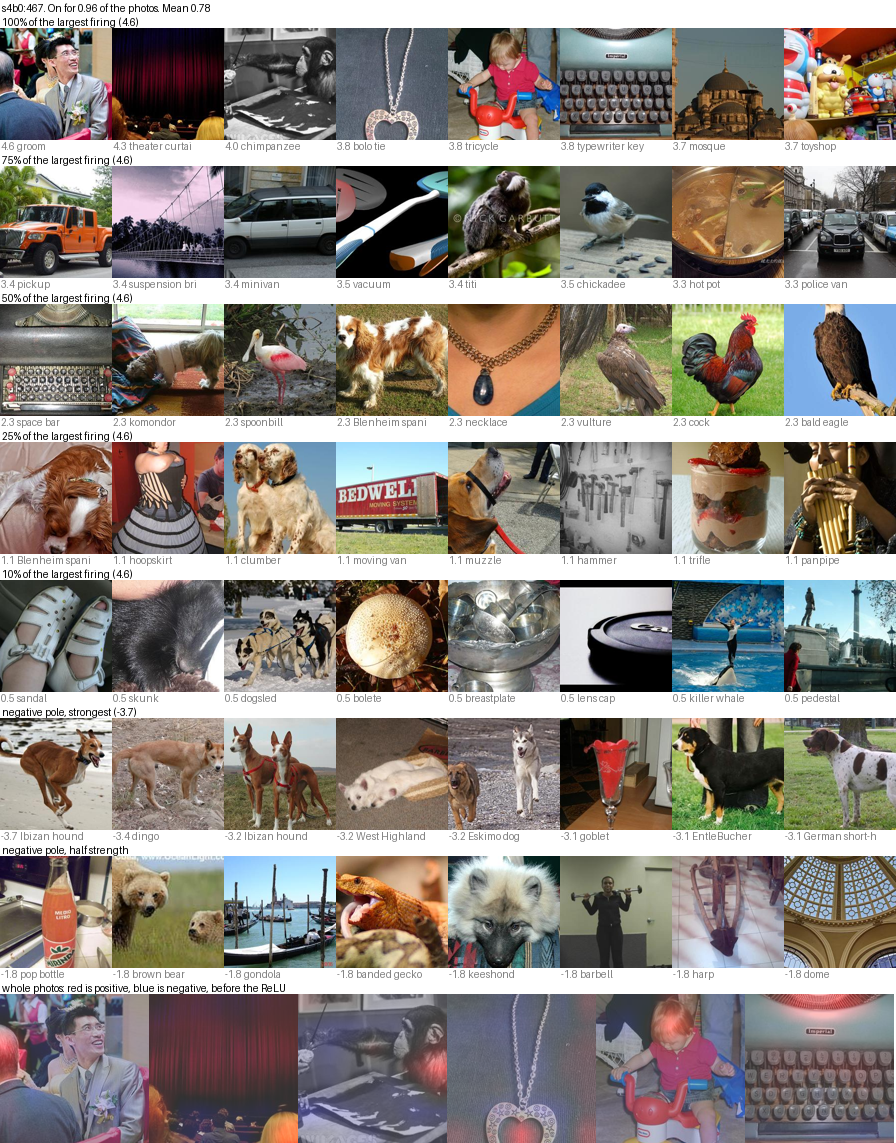 s4b0:467. On for 0.96 of the photos. Mean 0.78
100% of the largest firing (4.6)
4.6 groom
4.3 theater curtai
4.0 chimpanzee
3.8 bolo tie
3.8 tricycle
3.8 typewriter key
3.7 mosque
3.7 toyshop
Imperial
75% of the largest firing (4.6)
3.4 pickup
3.4 suspension bri
3.4 minivan
3.5 vacuum
3.4 titi
3.5 chickadee
3.3 hot pot
3.3 police van
50% of the largest firing (4.6)
2.3 space bar
2.3 komondor
2.3 spoonbill
2.3 Blenheim spani
2.3 necklace
2.3 vulture
2.3 cock
2.3 bald eagle
25% of the largest firing (4.6)
BEDWEL
MOVING SYSTEM
1.1 Blenheim spani
1.1 hoopskirt
1.1 clumber
1.1 moving van
1.1 muzzle
1.1 hammer
1.1 trifle
1.1 panpipe
10% of the largest firing (4.6)
0.5 sandal
0.5 skunk
0.5 dogsled
0.5 bolete
0.5 breastplate
0.5 lens cap
0.5 killer whale
0.5 pedestal
negative pole, strongest (-3.7)
-3.7 Ibizan hound
-3.4 dingo
-3.2 Ibizan hound
-3.2 West Highland
-3.2 Eskimo dog
-3.1 goblet
-3.1 EntleBucher
-3.1 German short-h
negative pole, half strength
-1.8 pop bottle
-1.8 brown bear
-1.8 gondola
-1.8 banded gecko
-1.8 keeshond
-1.8 barbell
-1.8 harp
-1.8 dome
whole photos: red is positive, blue is negative, before the ReLU
Imperial